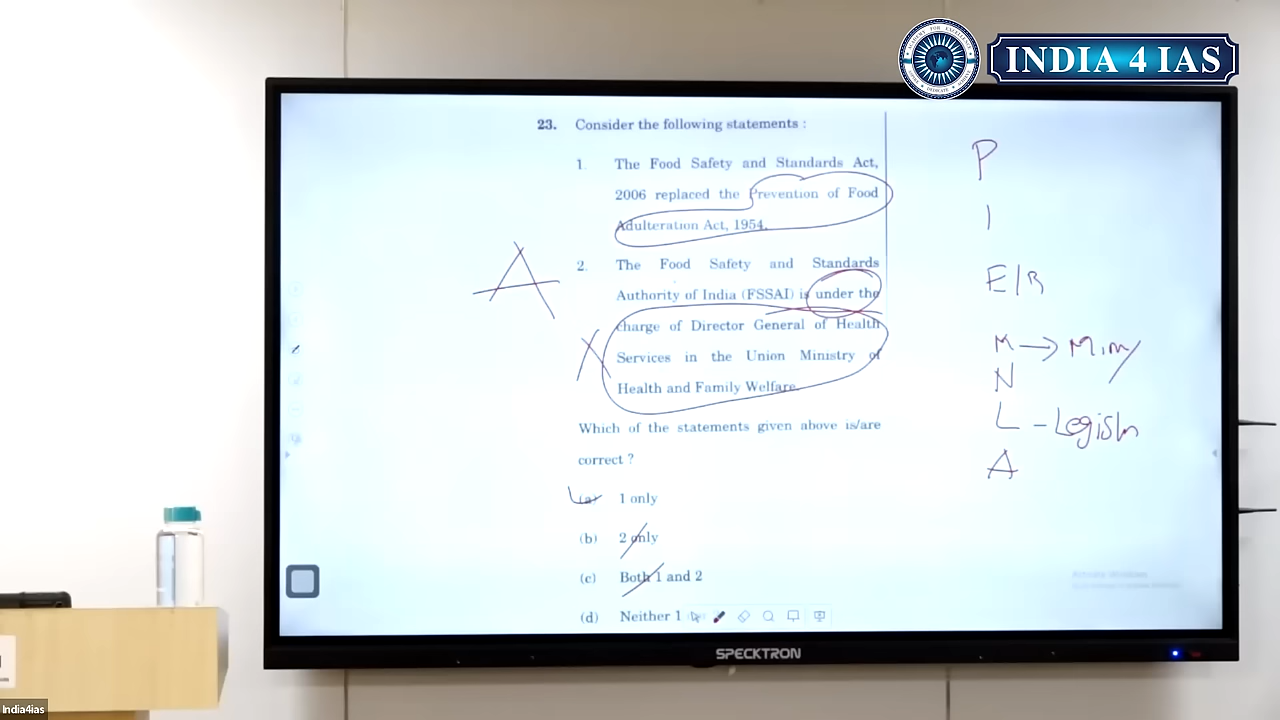 INDIA 4 IAS
23. Consider the following statements :
1. The Food Safety and Standards Act,
2006 replaced the Prevention of Food
Adulteration Act, 1954.
2. The Food Safety and Standards
Authority of India (FSSAI) is under the
charge of Director General of Health
Services in the Union Ministry of
Health and Family Welfare.
Which of the statements given above is/are
correct ?
(a) 1 only
(b) 2 only
(c) Both 1 and 2
(d) Neither 1
A
X
P
I
E/R
M → Miny
N
L - Legisln
A
SPECKTRON
India4ias